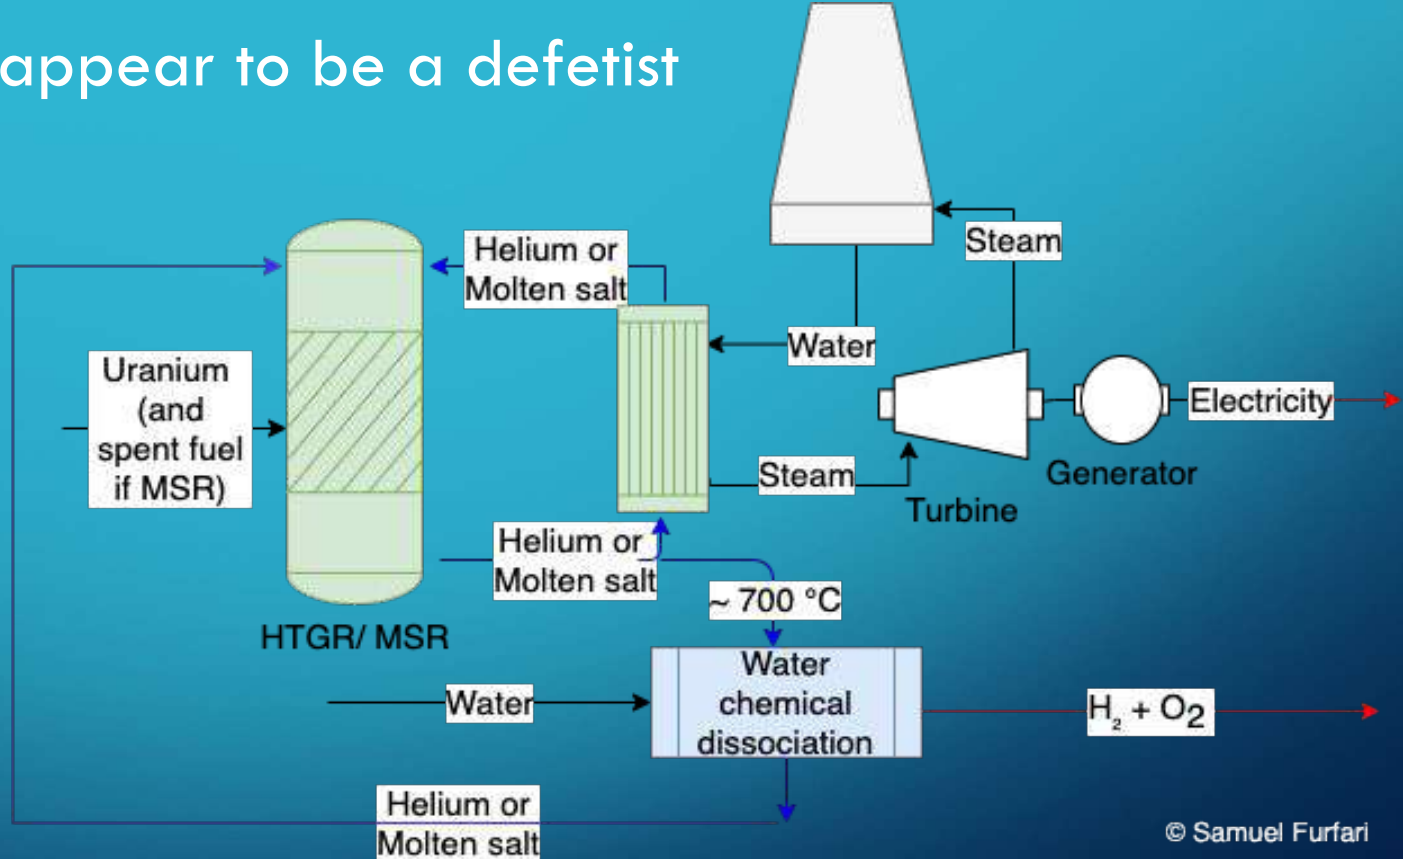 appear to be a defetist
Steam
Helium or
Molten salt
Water
Uranium
(and
spent fuel
if MSR)
Electricity
Generator
Steam
Turbine
Helium or
Molten salt
~ 700 °C
HTGR/ MSR
Water
Water
chemical
dissociation
H₂ + O2
Helium or
Molten salt
© Samuel Furfari